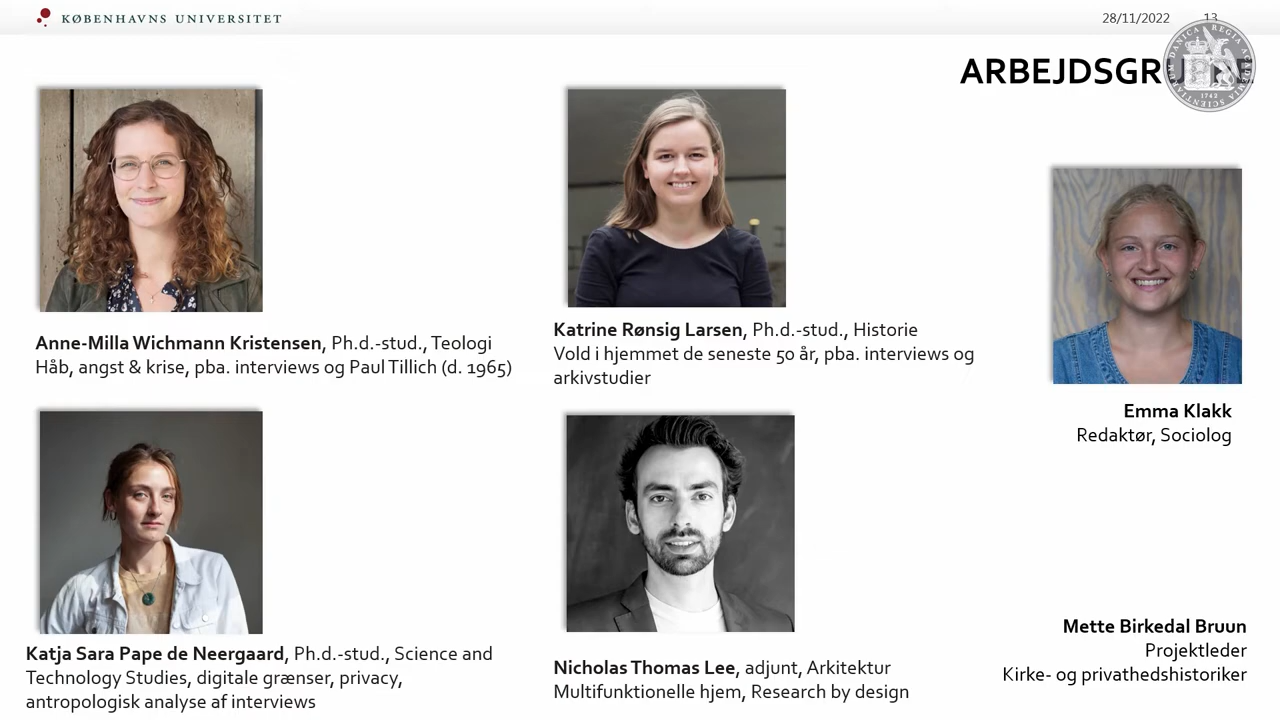 KØBENHAVNS UNIVERSITET
28/11/2022
13
ARBEJDSGRUPPE
Anne-Milla Wichmann Kristensen, Ph.d.-stud., Teologi
Håb, angst & krise, pba. interviews og Paul Tillich (d. 1965)
Katrine Rønsig Larsen, Ph.d.-stud., Historie
Vold i hjemmet de seneste 50 år, pba. interviews og
arkivstudier
Emma Klakk
Redaktør, Sociolog
Katja Sara Pape de Neergaard, Ph.d.-stud., Science and
Technology Studies, digitale grænser, privacy,
antropologisk analyse af interviews
Nicholas Thomas Lee, adjunt, Arkitektur
Multifunktionelle hjem, Research by design
Mette Birkedal Bruun
Projektleder
Kirke- og privathedshistoriker